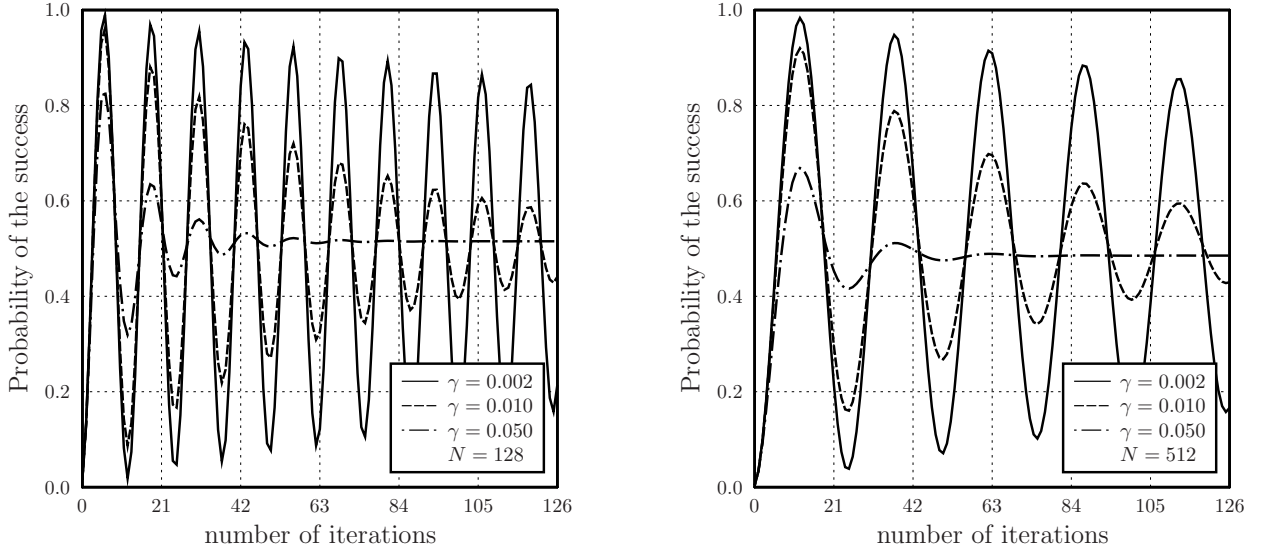 1.0
0.8
0.6
0.4
0.2
0.0
Probability of the success
γ = 0.002
γ = 0.010
γ = 0.050
N = 128
0 21 42 63 84 105 126
number of iterations
1.0
0.8
0.6
0.4
0.2
0.0
Probability of the success
γ = 0.002
γ = 0.010
γ = 0.050
N = 512
0 21 42 63 84 105 126
number of iterations